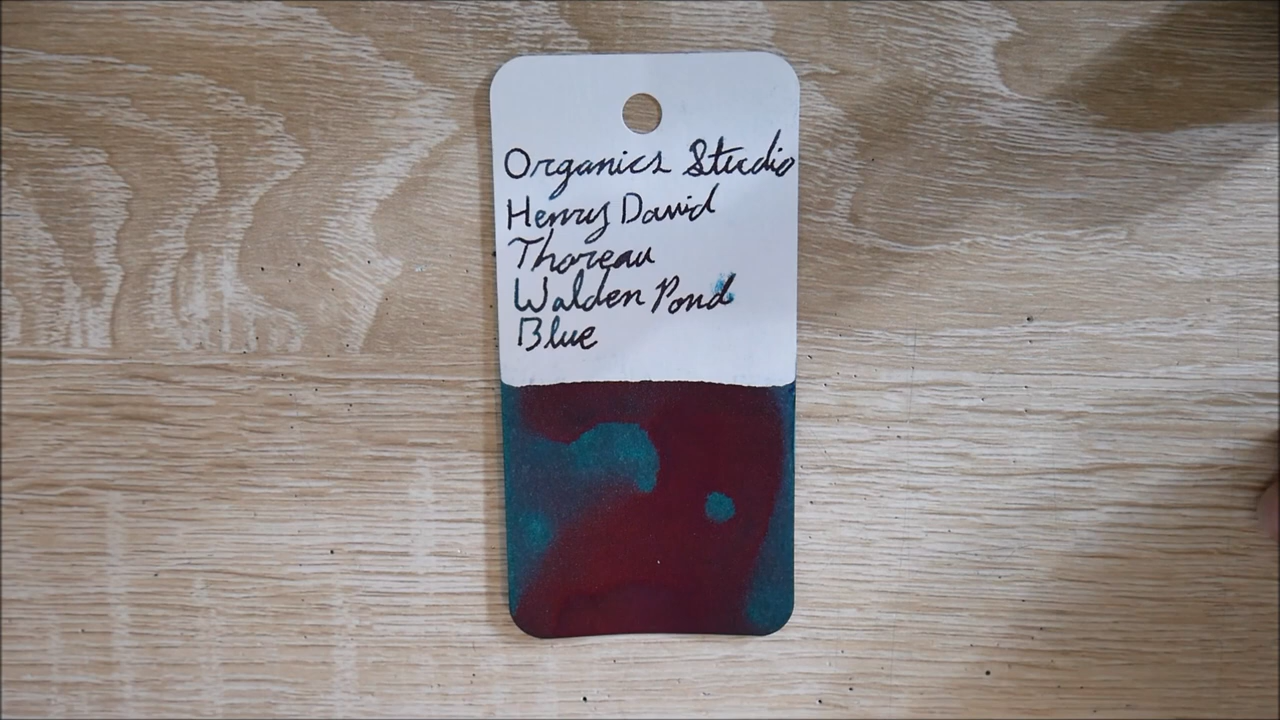 Organics Studio
Henry David
Thoreau
Walden Pond
Blue